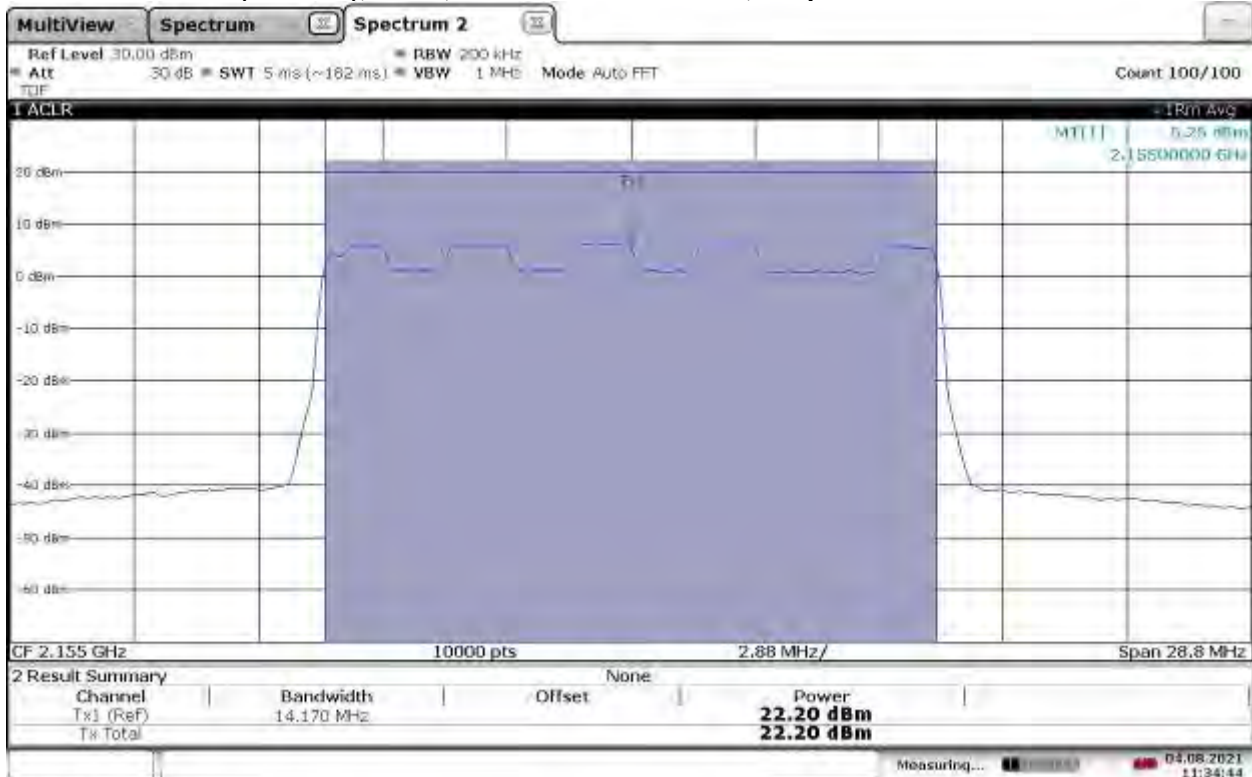 MultiView Spectrum Spectrum 2
Ref Level 30.00 dBm RBW 200 kHz
Att 30 dB SWT 5 ms (~182 ms) VBW 1 MHz Mode Auto FFT Count 100/100
TDF
1 ACLR 1Rm Avg
M1[1] 5.25 dBm
2.15500000 GHz
20 dBm
Tx1
10 dBm
0 dBm
-10 dBm
-20 dBm
-30 dBm
-40 dBm
-50 dBm
-60 dBm
CF 2.155 GHz 10000 pts 2.88 MHz/ Span 28.8 MHz
2 Result Summary None
Channel Bandwidth Offset Power
Tx1 (Ref) 14.170 MHz 22.20 dBm
Tx Total 22.20 dBm
Measuring... 04.08.2021
11:34:44